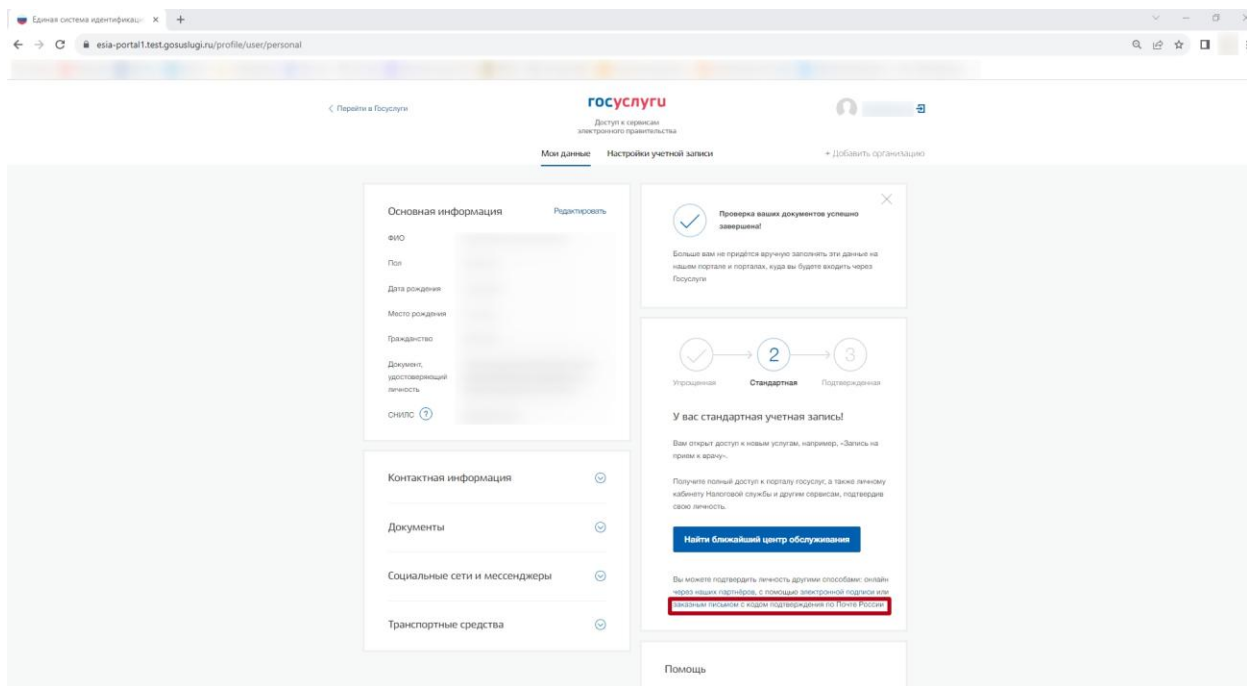 Единая система идентификаци
esia-portal1.test.gosuslugi.ru/profile/user/personal
Перейти в Госуслуги
госуслуги
Доступ к сервисам
электронного правительства
Мои данные
Настройки учетной записи
+ Добавить организацию
Основная информация
Редактировать
ФИО
Пол
Дата рождения
Место рождения
Гражданство
Документ,
удостоверяющий
личность
СНИЛС ?
Контактная информация
Документы
Социальные сети и мессенджеры
Транспортные средства
Проверка ваших документов успешно
завершена!
Больше вам не придётся вручную заполнять эти данные на
нашем портале и порталах, куда вы будете входить через
Госуслуги
2
3
Упрощенная
Стандартная
Подтвержденная
У вас стандартная учетная запись!
Вам открыт доступ к новым услугам, например, «Запись на
прием к врачу».
Получите полный доступ к порталу госуслуг, а также личному
кабинету Налоговой службы и другим сервисам, подтвердив
свою личность.
Найти ближайший центр обслуживания
Вы можете подтвердить личность другими способами: онлайн
через наших партнёров, с помощью электронной подписи или
заказным письмом с кодом подтверждения по Почте России
Помощь